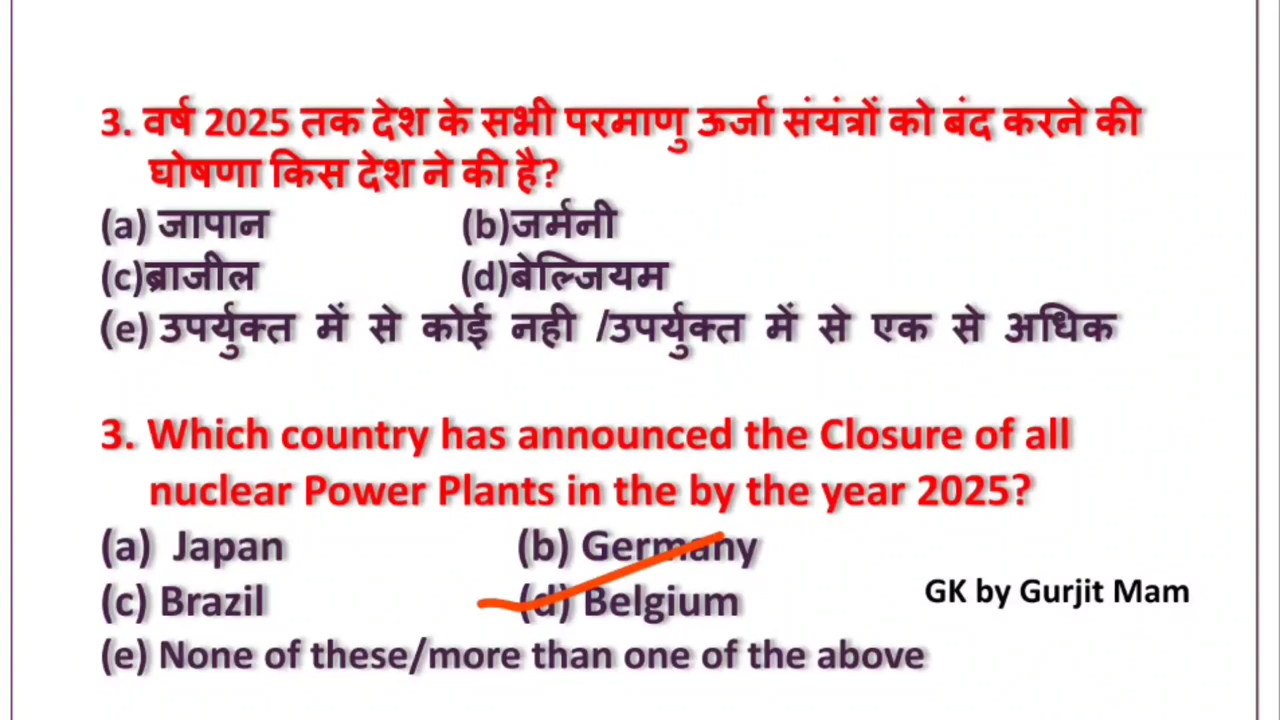 3. वर्ष 2025 तक देश के सभी परमाणु ऊर्जा संयंत्रों को बंद करने की
घोषणा किस देश ने की है?
(a) जापान (b)जर्मनी
(c)ब्राजील (d)बेल्जियम
(e) उपर्युक्त में से कोई नही /उपर्युक्त में से एक से अधिक
3. Which country has announced the Closure of all
nuclear Power Plants in the by the year 2025?
(a) Japan (b) Germany
(c) Brazil (d) Belgium
GK by Gurjit Mam
(e) None of these/more than one of the above